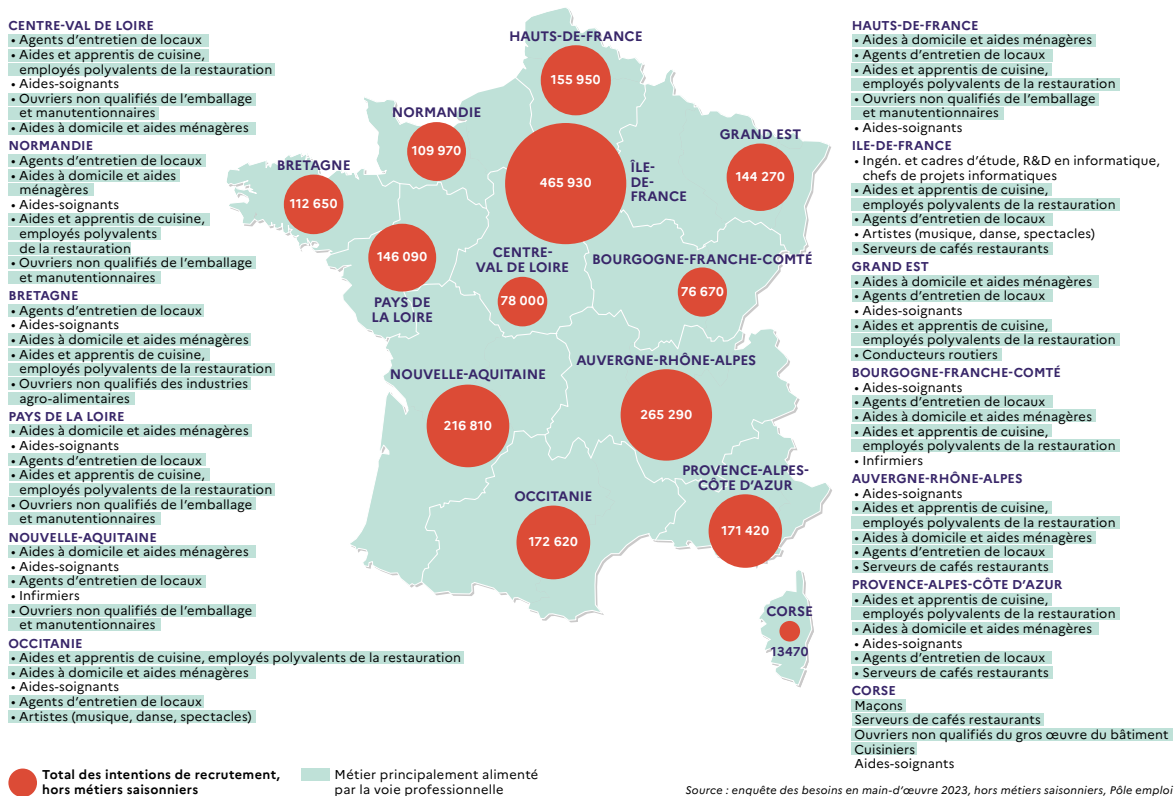 CENTRE-VAL DE LOIRE
• Agents d'entretien de locaux
• Aides et apprentis de cuisine,
employés polyvalents de la restauration
• Aides-soignants
• Ouvriers non qualifiés de l'emballage
et manutentionnaires
• Aides à domicile et aides ménagères
NORMANDIE
• Agents d'entretien de locaux
• Aides à domicile et aides
ménagères
• Aides-soignants
• Aides et apprentis de cuisine,
employés polyvalents
de la restauration
• Ouvriers non qualifiés de l'emballage
et manutentionnaires
BRETAGNE
• Agents d'entretien de locaux
• Aides-soignants
• Aides à domicile et aides ménagères
• Aides et apprentis de cuisine,
employés polyvalents de la restauration
• Ouvriers non qualifiés des industries
agro-alimentaires
PAYS DE LA LOIRE
• Aides à domicile et aides ménagères
• Aides-soignants
• Agents d'entretien de locaux
• Aides et apprentis de cuisine,
employés polyvalents de la restauration
• Ouvriers non qualifiés de l'emballage
et manutentionnaires
NOUVELLE-AQUITAINE
• Aides à domicile et aides ménagères
• Aides-soignants
• Agents d'entretien de locaux
• Infirmiers
• Ouvriers non qualifiés de l'emballage
et manutentionnaires
OCCITANIE
• Aides et apprentis de cuisine, employés polyvalents de la restauration
• Aides à domicile et aides ménagères
• Aides-soignants
• Agents d'entretien de locaux
• Artistes (musique, danse, spectacles)
HAUTS-DE-FRANCE
155 950
NORMANDIE
109 970
GRAND EST
144 270
BRETAGNE
112 650
465 930
ÎLE-
DE-
FRANCE
146 090
PAYS DE
LA LOIRE
CENTRE-
VAL DE LOIRE
78 000
BOURGOGNE-FRANCHE-COMTÉ
76 670
NOUVELLE-AQUITAINE
216 810
AUVERGNE-RHÔNE-ALPES
265 290
OCCITANIE
172 620
PROVENCE-ALPES-
CÔTE D'AZUR
171 420
CORSE
13470
HAUTS-DE-FRANCE
• Aides à domicile et aides ménagères
• Agents d'entretien de locaux
• Aides et apprentis de cuisine,
employés polyvalents de la restauration
• Ouvriers non qualifiés de l'emballage
et manutentionnaires
• Aides-soignants
ILE-DE-FRANCE
• Ingén. et cadres d'étude, R&D en informatique,
chefs de projets informatiques
• Aides et apprentis de cuisine,
employés polyvalents de la restauration
• Agents d'entretien de locaux
• Artistes (musique, danse, spectacles)
• Serveurs de cafés restaurants
GRAND EST
• Aides à domicile et aides ménagères
• Agents d'entretien de locaux
• Aides-soignants
• Aides et apprentis de cuisine,
employés polyvalents de la restauration
• Conducteurs routiers
BOURGOGNE-FRANCHE-COMTÉ
• Aides-soignants
• Agents d'entretien de locaux
• Aides à domicile et aides ménagères
• Aides et apprentis de cuisine,
employés polyvalents de la restauration
• Infirmiers
AUVERGNE-RHÔNE-ALPES
• Aides-soignants
• Aides et apprentis de cuisine,
employés polyvalents de la restauration
• Aides à domicile et aides ménagères
• Agents d'entretien de locaux
• Serveurs de cafés restaurants
PROVENCE-ALPES-CÔTE D'AZUR
• Aides et apprentis de cuisine,
employés polyvalents de la restauration
• Aides à domicile et aides ménagères
• Aides-soignants
• Agents d'entretien de locaux
• Serveurs de cafés restaurants
CORSE
Maçons
Serveurs de cafés restaurants
Ouvriers non qualifiés du gros œuvre du bâtiment
Cuisiniers
Aides-soignants
Total des intentions de recrutement,
hors métiers saisonniers
Métier principalement alimenté
par la voie professionnelle
Source : enquête des besoins en main-d'œuvre 2023, hors métiers saisonniers, Pôle emploi